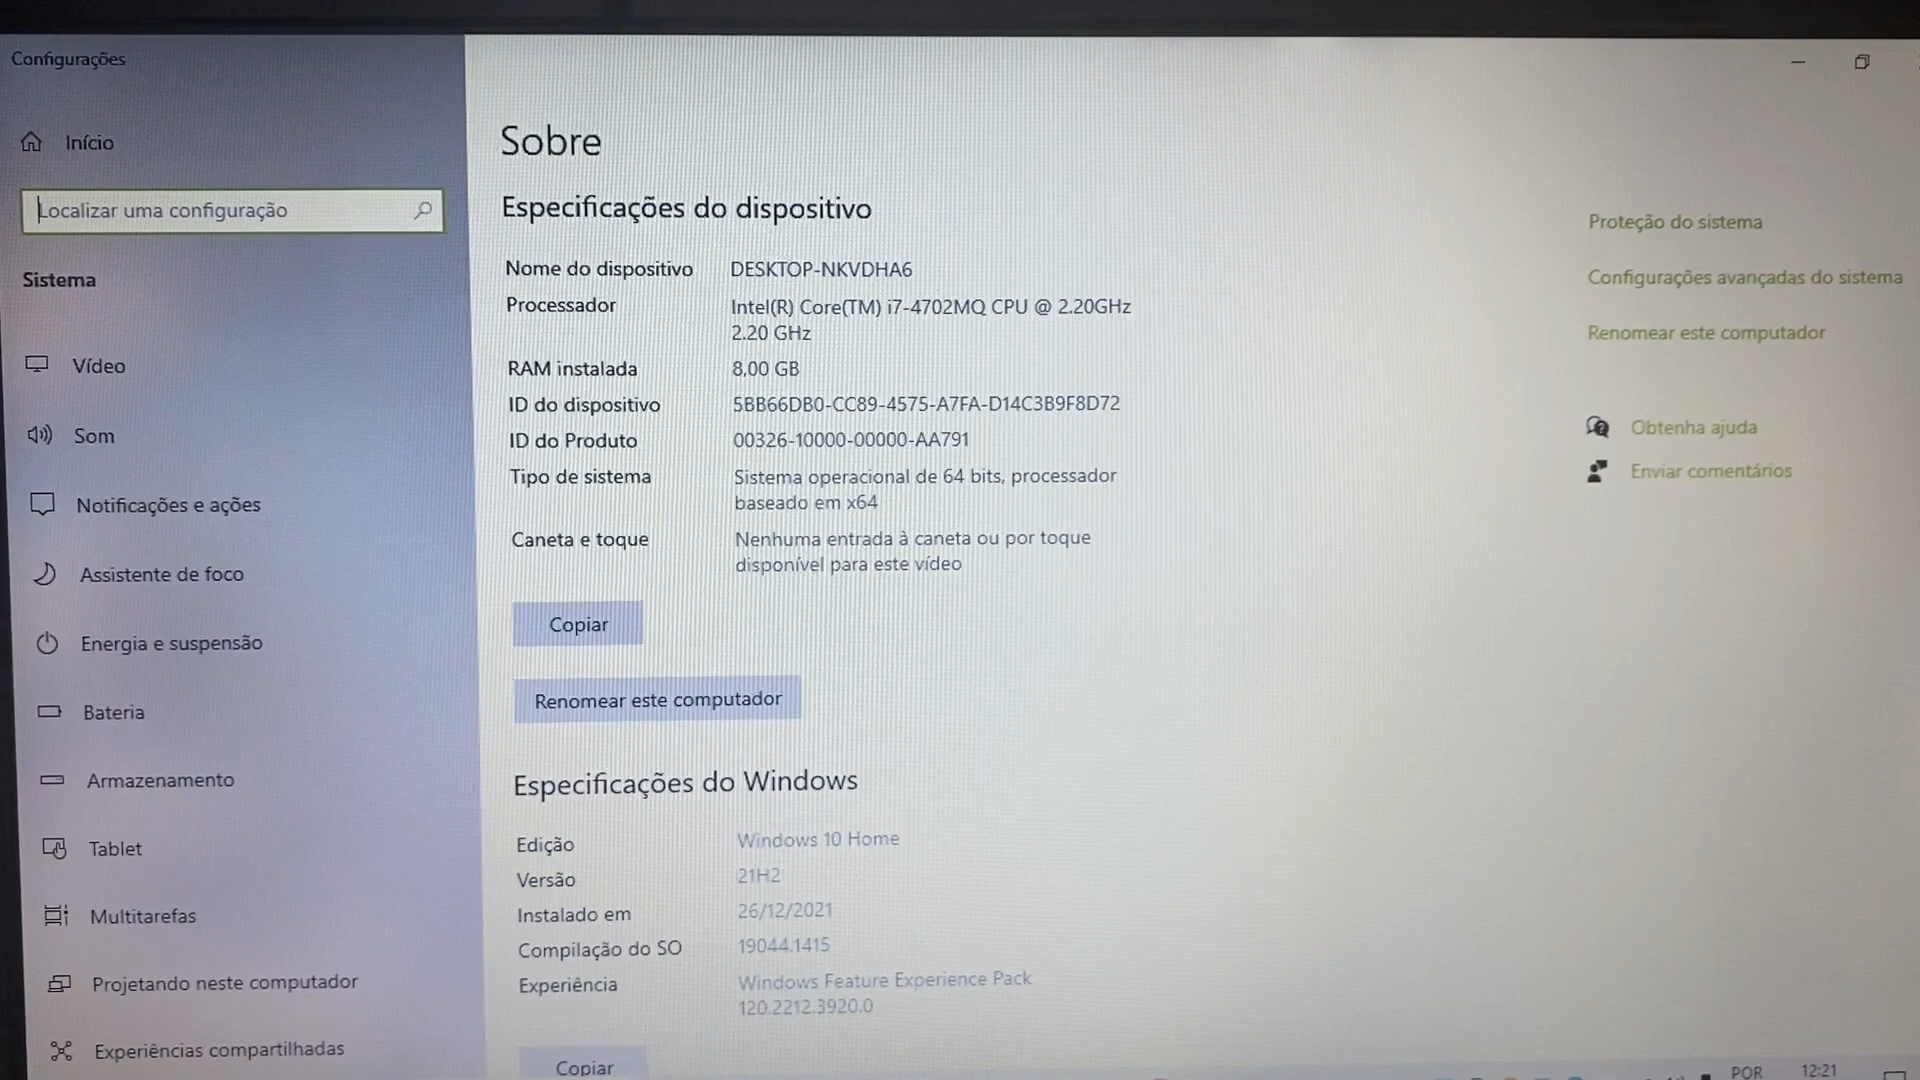 Configurações
Início
Localizar uma configuração
Sistema
Vídeo
Som
Notificações e ações
Assistente de foco
Energia e suspensão
Bateria
Armazenamento
Tablet
Multitarefas
Projetando neste computador
Experiências compartilhadas
Sobre
Especificações do dispositivo
Nome do dispositivo DESKTOP-NKVDHA6
Processador Intel(R) Core(TM) i7-4702MQ CPU @ 2.20GHz
2.20 GHz
RAM instalada 8,00 GB
ID do dispositivo 5BB66DB0-CC89-4575-A7FA-D14C3B9F8D72
ID do Produto 00326-10000-00000-AA791
Tipo de sistema Sistema operacional de 64 bits, processador
baseado em x64
Caneta e toque Nenhuma entrada à caneta ou por toque
disponível para este vídeo
Copiar
Renomear este computador
Especificações do Windows
Edição Windows 10 Home
Versão 21H2
Instalado em 26/12/2021
Compilação do SO 19044.1415
Experiência Windows Feature Experience Pack
120.2212.3920.0
Copiar
Proteção do sistema
Configurações avançadas do sistema
Renomear este computador
Obtenha ajuda
Enviar comentários
POR 12:21